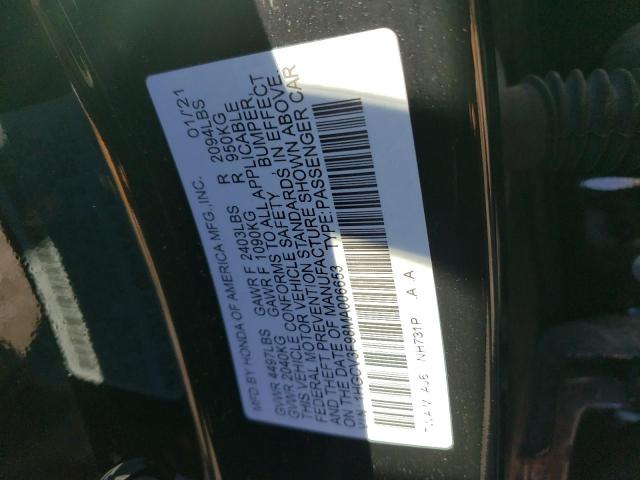 MFD. BY HONDA OF AMERICA MFG.,INC. 01/21
GVWR 4497LBS GAWR F 2403LBS R 2094LBS
GVWR 2040KG GAWR F 1090KG R 950KG
THIS VEHICLE CONFORMS TO ALL APPLICABLE
FEDERAL MOTOR VEHICLE SAFETY, BUMPER,
AND THEFT PREVENTION STANDARDS IN EFFECT
ON THE DATE OF MANUFACTURE SHOWN ABOVE.
TYPE:PASSENGER CAR
NH731P A A